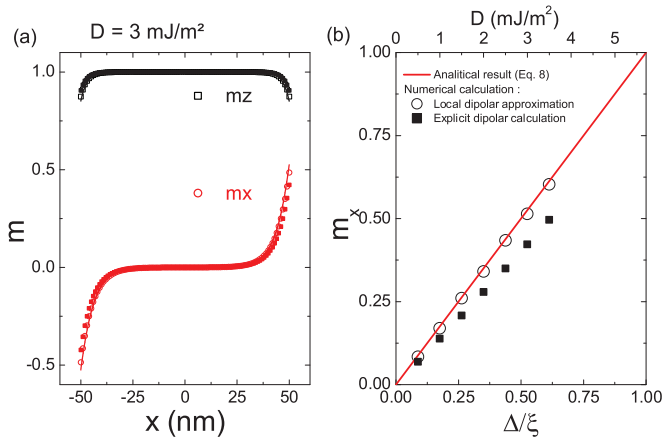 (a)
D = 3 mJ/m²
1.0
0.5
0.0
-0.5
m
mz
mx
-50
-25
0
25
50
x (nm)
(b)
D (mJ/m²)
0
1
2
3
4
5
1.00
0.75
0.50
0.25
0.00
mₓ
Analitical result (Eq. 8)
Numerical calculation :
Local dipolar approximation
Explicit dipolar calculation
0.00
0.25
0.50
0.75
1.00
Δ/ξ